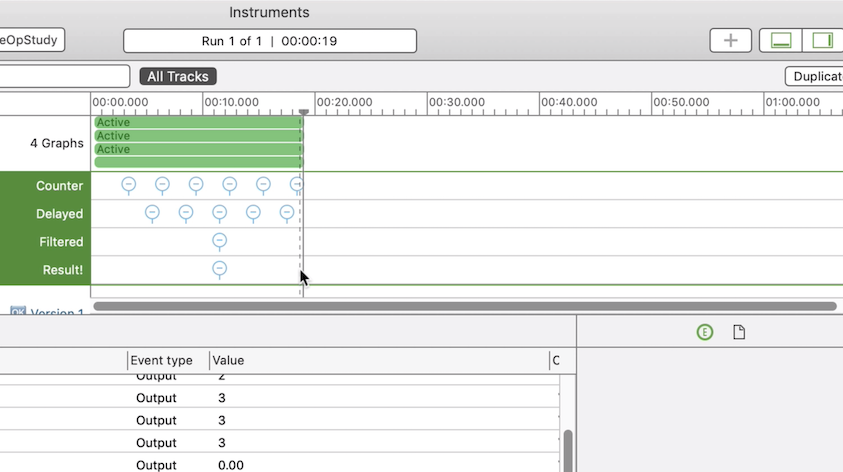 Instruments
eOpStudy
Run 1 of 1 | 00:00:19
All Tracks
Duplicat
00:00.000 00:10.000 00:20.000 00:30.000 00:40.000 00:50.000 01:00.000
4 Graphs
Active
Active
Active
Counter
Delayed
Filtered
Result!
OK Version 1
E
Event type Value C
Output 2
Output 3
Output 3
Output 3
Output 0.00